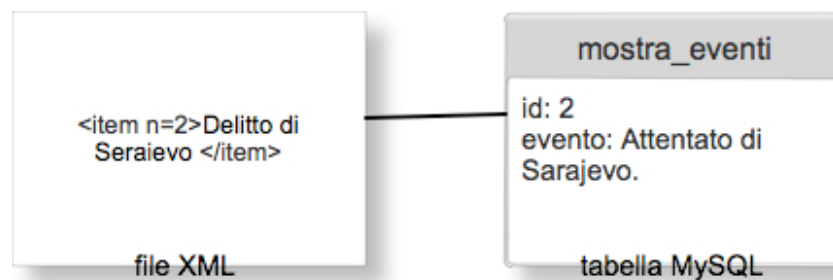 <item n=2>Delitto di
Seraievo </item>
file XML
mostra_eventi
id: 2
evento: Attentato di
Sarajevo.
tabella MySQL